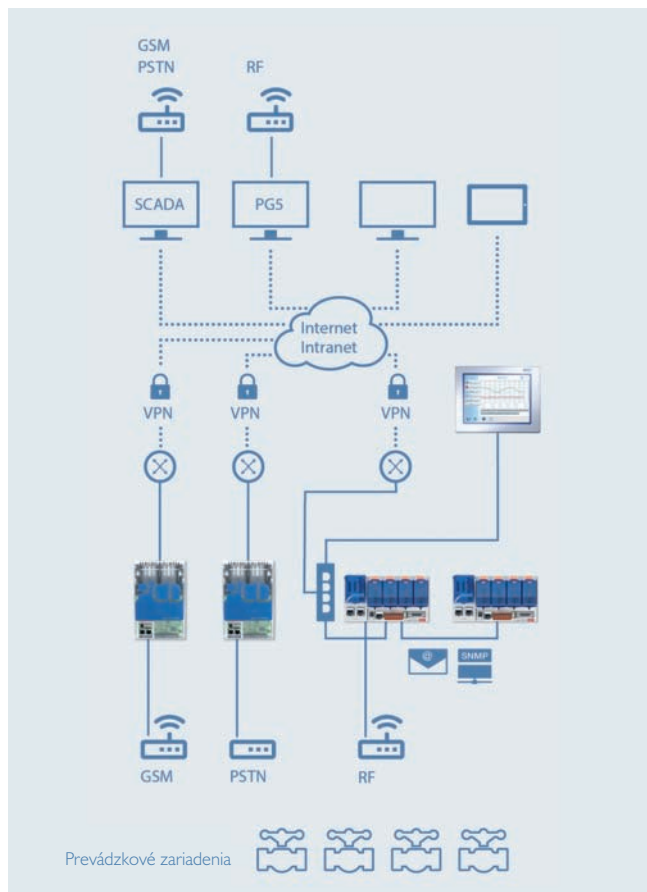 GSM
PSTN
RF
SCADA
PG5
Internet
Intranet
VPN
VPN
VPN
@
SNMP
GSM
PSTN
RF
Prevádzkové zariadenia